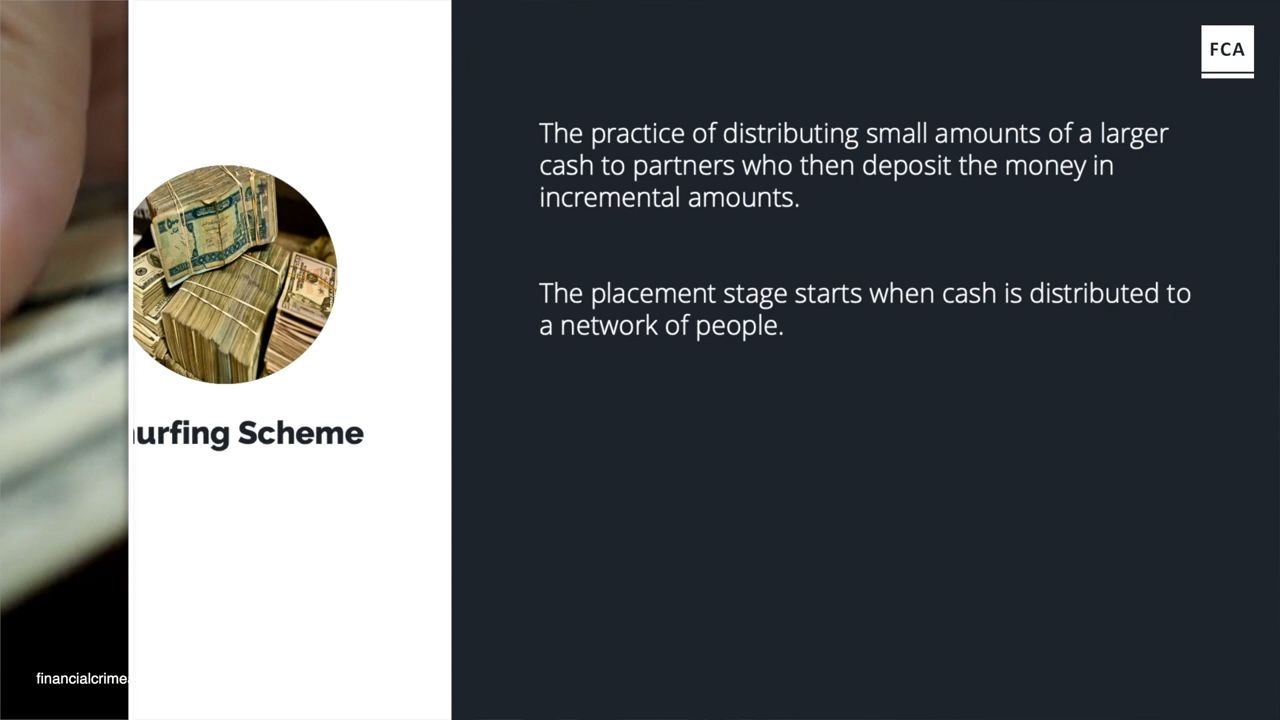 FCA
The practice of distributing small amounts of a larger
cash to partners who then deposit the money in
incremental amounts.
The placement stage starts when cash is distributed to
a network of people.
urfing Scheme
financialcrime